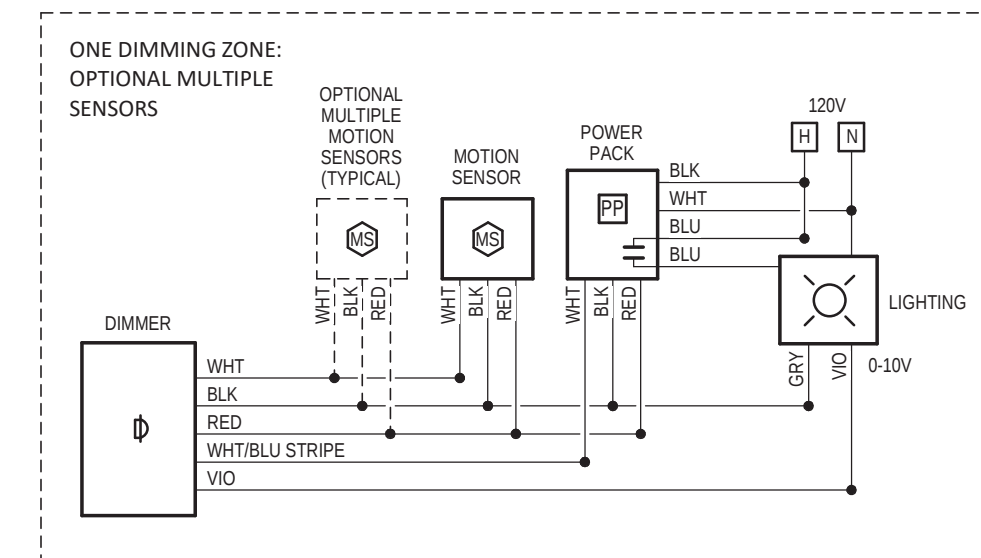 ONE DIMMING ZONE:
OPTIONAL MULTIPLE
SENSORS
OPTIONAL
MULTIPLE
MOTION
SENSORS
(TYPICAL)
MOTION
SENSOR
POWER
PACK
120V
H N
BLK
WHT
BLU
BLU
PP
MS
MS
WHT BLK RED
WHT BLK RED
WHT BLK RED
LIGHTING
GRY VIO
0-10V
DIMMER
WHT
BLK
RED
WHT/BLU STRIPE
VIO